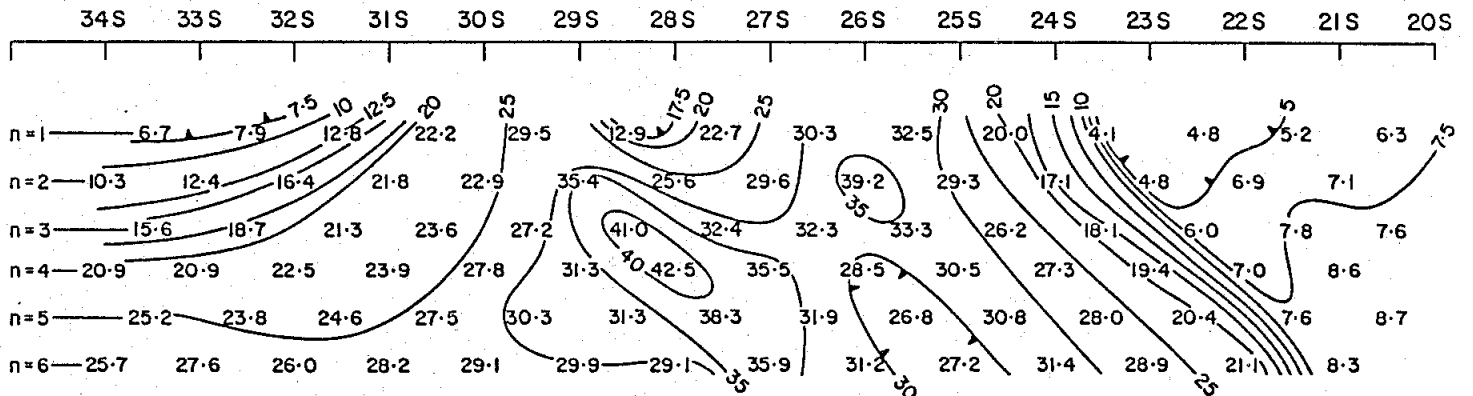 34S 33S 32S 31S 30S 29S 28S 27S 26S 25S 24S 23S 22S 21S 20S
7.5 10 12.5 20 25 17.5 20 25 30 20 15 10 5
n=1 6.7 7.9 12.8 22.2 29.5 12.9 22.7 30.3 32.5 20.0 4.1 4.8 5.2 6.3 7.5
n=2 10.3 12.4 16.4 21.8 22.9 35.4 25.6 29.6 39.2 29.3 17.1 4.8 6.9 7.1
35
n=3 15.6 18.7 21.3 23.6 27.2 41.0 32.4 32.3 33.3 26.2 18.1 6.0 7.8 7.6
40
n=4 20.9 20.9 22.5 23.9 27.8 31.3 42.5 35.5 28.5 30.5 27.3 19.4 7.0 8.6
n=5 25.2 23.8 24.6 27.5 30.3 31.3 38.3 31.9 26.8 30.8 28.0 20.4 7.6 8.7
n=6 25.7 27.6 26.0 28.2 29.1 29.9 29.1 35.9 31.2 27.2 31.4 28.9 21.1 8.3
35 30 25